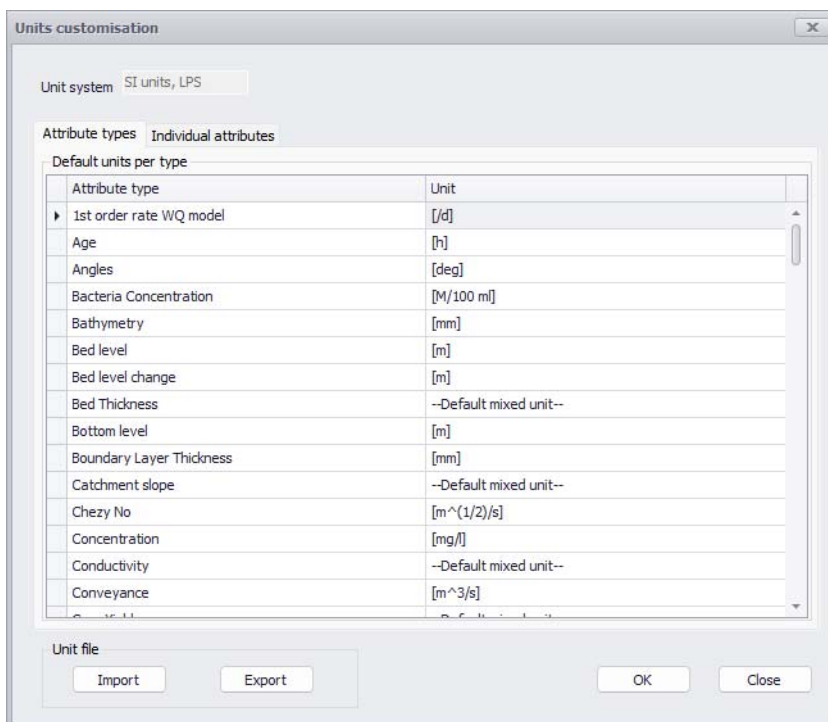 Units customisation
Unit system SI units, LPS
Attribute types Individual attributes
Default units per type
Attribute type Unit
1st order rate WQ model [/d]
Age [h]
Angles [deg]
Bacteria Concentration [M/100 ml]
Bathymetry [mm]
Bed level [m]
Bed level change [m]
Bed Thickness --Default mixed unit--
Bottom level [m]
Boundary Layer Thickness [mm]
Catchment slope --Default mixed unit--
Chezy No [m^(1/2)/s]
Concentration [mg/l]
Conductivity --Default mixed unit--
Conveyance [m^3/s]
Unit file
Import Export OK Close